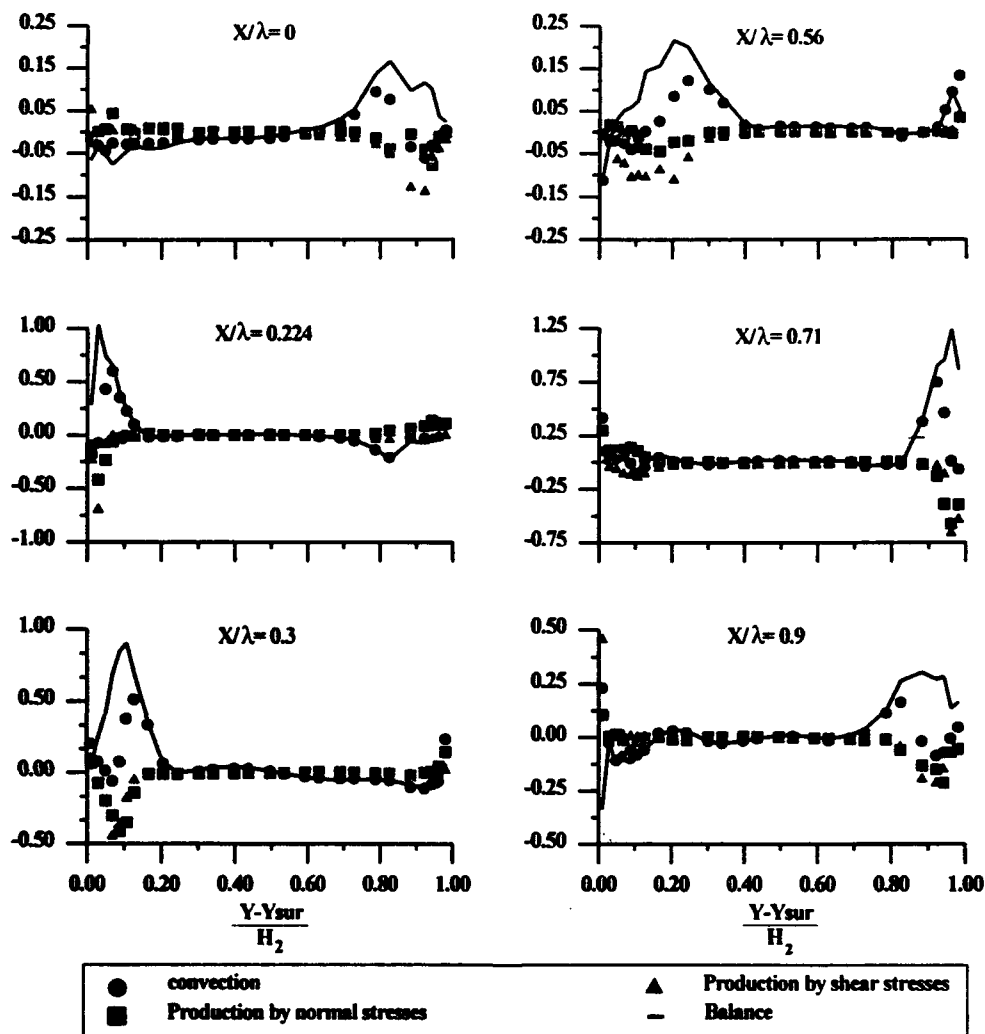 0.25
0.15
0.05
-0.05
-0.15
-0.25
X/λ= 0
0.25
0.15
0.05
-0.05
-0.15
-0.25
X/λ= 0.56
1.00
0.50
0.00
-0.50
-1.00
X/λ= 0.224
1.25
0.75
0.25
-0.25
-0.75
X/λ= 0.71
1.00
0.50
0.00
-0.50
X/λ= 0.3
0.00 0.20 0.40 0.60 0.80 1.00
Y-Ysur
H2
0.50
0.25
0.00
-0.25
-0.50
X/λ= 0.9
0.00 0.20 0.40 0.60 0.80 1.00
Y-Ysur
H2
convection
Production by shear stresses
Production by normal stresses
Balance